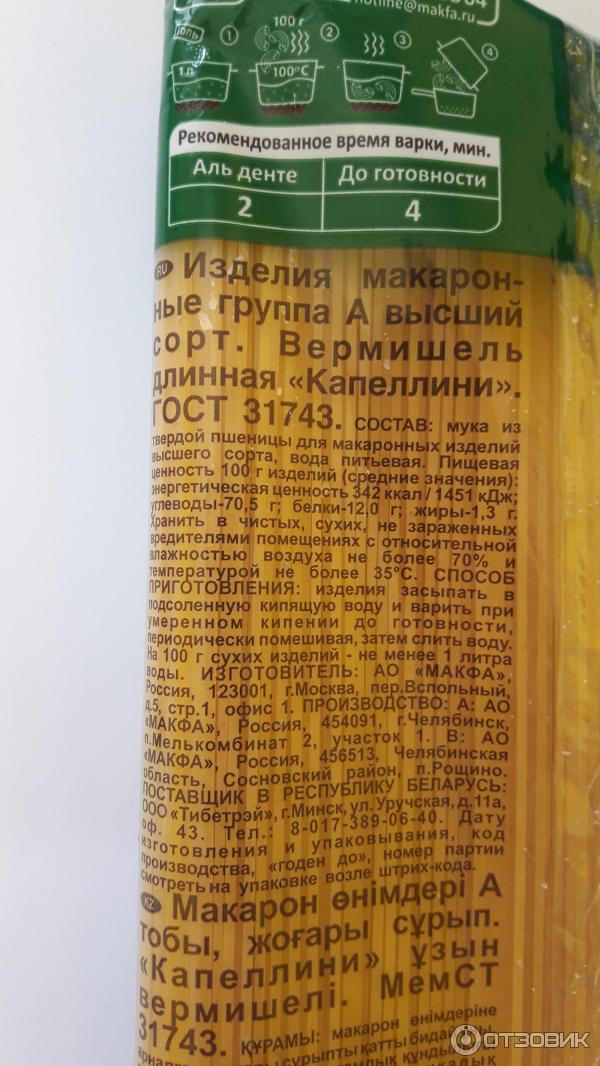 hotline@makfa.ru
100 г
СОЛЬ 1 2 3 4
1 л 100°C
Рекомендованное время варки, мин.
Аль денте До готовности
2 4
RU Изделия макарон-
ные группа А высший
сорт. Вермишель
длинная «Капеллини».
ГОСТ 31743. СОСТАВ: мука из
твердой пшеницы для макаронных изделий
высшего сорта, вода питьевая. Пищевая
ценность 100 г изделий (средние значения):
энергетическая ценность 342 ккал / 1451 кДж;
углеводы-70,5 г; белки-12,0 г; жиры-1,3 г.
Хранить в чистых, сухих, не зараженных
вредителями помещениях с относительной
влажностью воздуха не более 70% и
температурой не более 35°С. СПОСОБ
ПРИГОТОВЛЕНИЯ: изделия засыпать в
подсоленную кипящую воду и варить при
умеренном кипении до готовности,
периодически помешивая, затем слить воду.
На 100 г сухих изделий - не менее 1 литра
воды. ИЗГОТОВИТЕЛЬ: АО «МАКФА»,
Россия, 123001, г.Москва, пер.Вспольный,
д.5, стр.1, офис 1. ПРОИЗВОДСТВО: А: АО
«МАКФА», Россия, 454091, г.Челябинск,
п.Мелькомбинат 2, участок 1. В: АО
«МАКФА», Россия, 456513, Челябинская
область, Сосновский район, п.Рощино.
ПОСТАВЩИК В РЕСПУБЛИКУ БЕЛАРУСЬ:
ООО «Тибетрэй», г.Минск, ул.Уручская, д.11а,
оф. 43. Тел.: 8-017-389-06-40. Дату
изготовления и упаковывания, код
производства, «годен до», номер партии
смотреть на упаковке возле штрих-кода.
KZ Макарон өнімдері А
тобы, жоғары сұрып.
«Капеллини» ұзын
вермишелі. МемСТ
31743. ҚҰРАМЫ: макарон өнімдеріне
сұрыпты қатты бидай
ОТЗОВИК